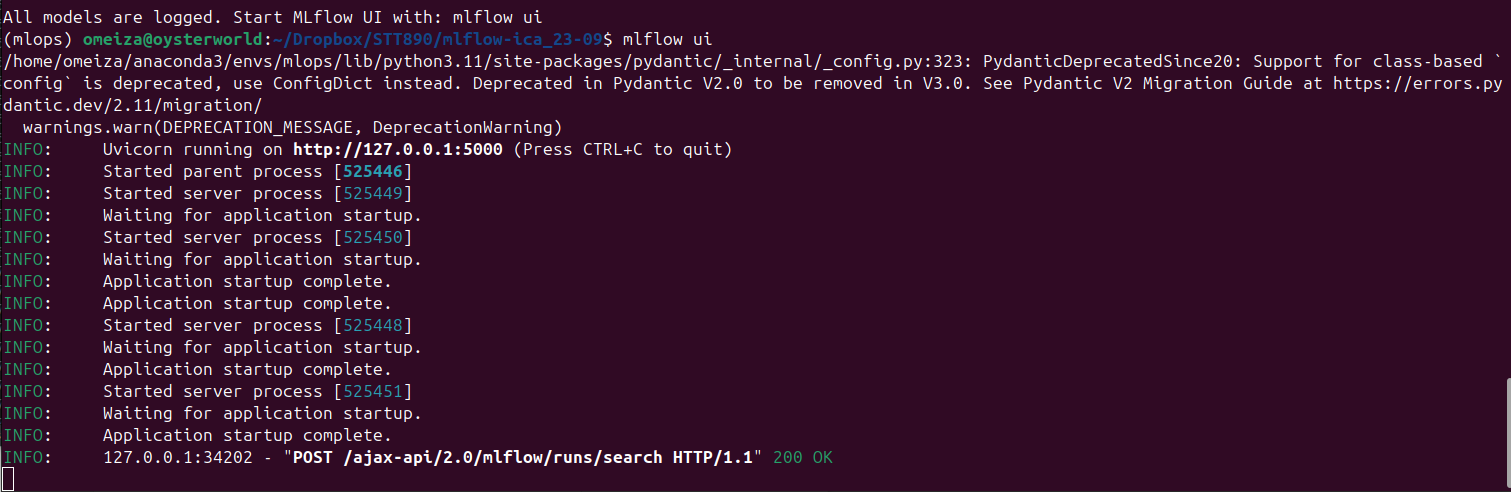 All models are logged. Start MLflow UI with: mlflow ui
(mlops) omeiza@oysterworld:~/Dropbox/STT890/mlflow-ica_23-09$ mlflow ui
/home/omeiza/anaconda3/envs/mlops/lib/python3.11/site-packages/pydantic/_internal/_config.py:323: PydanticDeprecatedSince20: Support for class-based `
config` is deprecated, use ConfigDict instead. Deprecated in Pydantic V2.0 to be removed in V3.0. See Pydantic V2 Migration Guide at https://errors.py
dantic.dev/2.11/migration/
  warnings.warn(DEPRECATION_MESSAGE, DeprecationWarning)
INFO:     Uvicorn running on http://127.0.0.1:5000 (Press CTRL+C to quit)
INFO:     Started parent process [525446]
INFO:     Started server process [525449]
INFO:     Waiting for application startup.
INFO:     Started server process [525450]
INFO:     Waiting for application startup.
INFO:     Application startup complete.
INFO:     Application startup complete.
INFO:     Started server process [525448]
INFO:     Waiting for application startup.
INFO:     Application startup complete.
INFO:     Started server process [525451]
INFO:     Waiting for application startup.
INFO:     Application startup complete.
INFO:     127.0.0.1:34202 - "POST /ajax-api/2.0/mlflow/runs/search HTTP/1.1" 200 OK